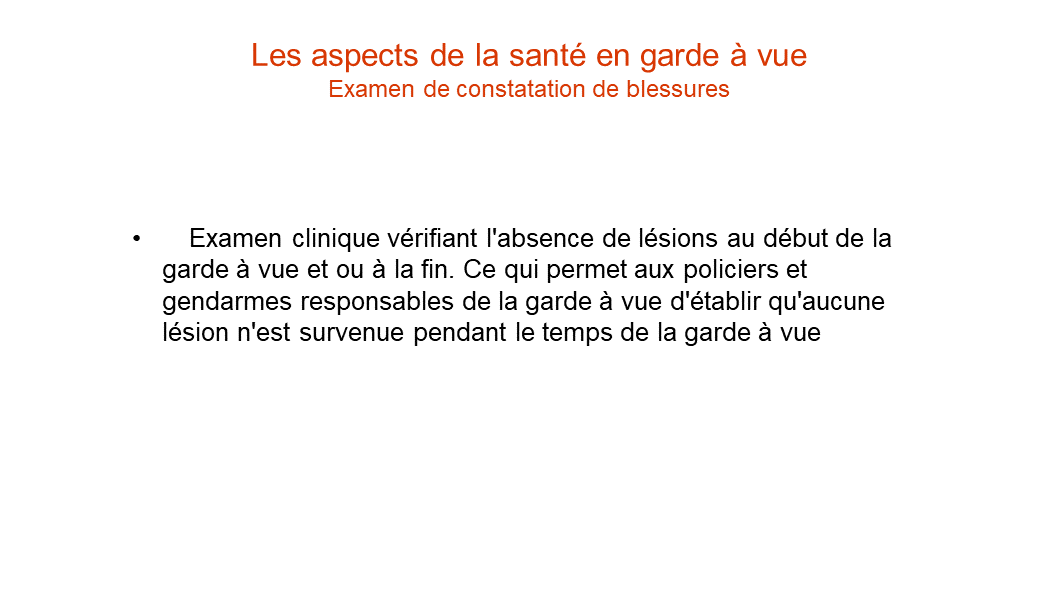 Les aspects de la santé en garde à vue
Examen de constatation de blessures
• Examen clinique vérifiant l'absence de lésions au début de la
garde à vue et ou à la fin. Ce qui permet aux policiers et
gendarmes responsables de la garde à vue d'établir qu'aucune
lésion n'est survenue pendant le temps de la garde à vue